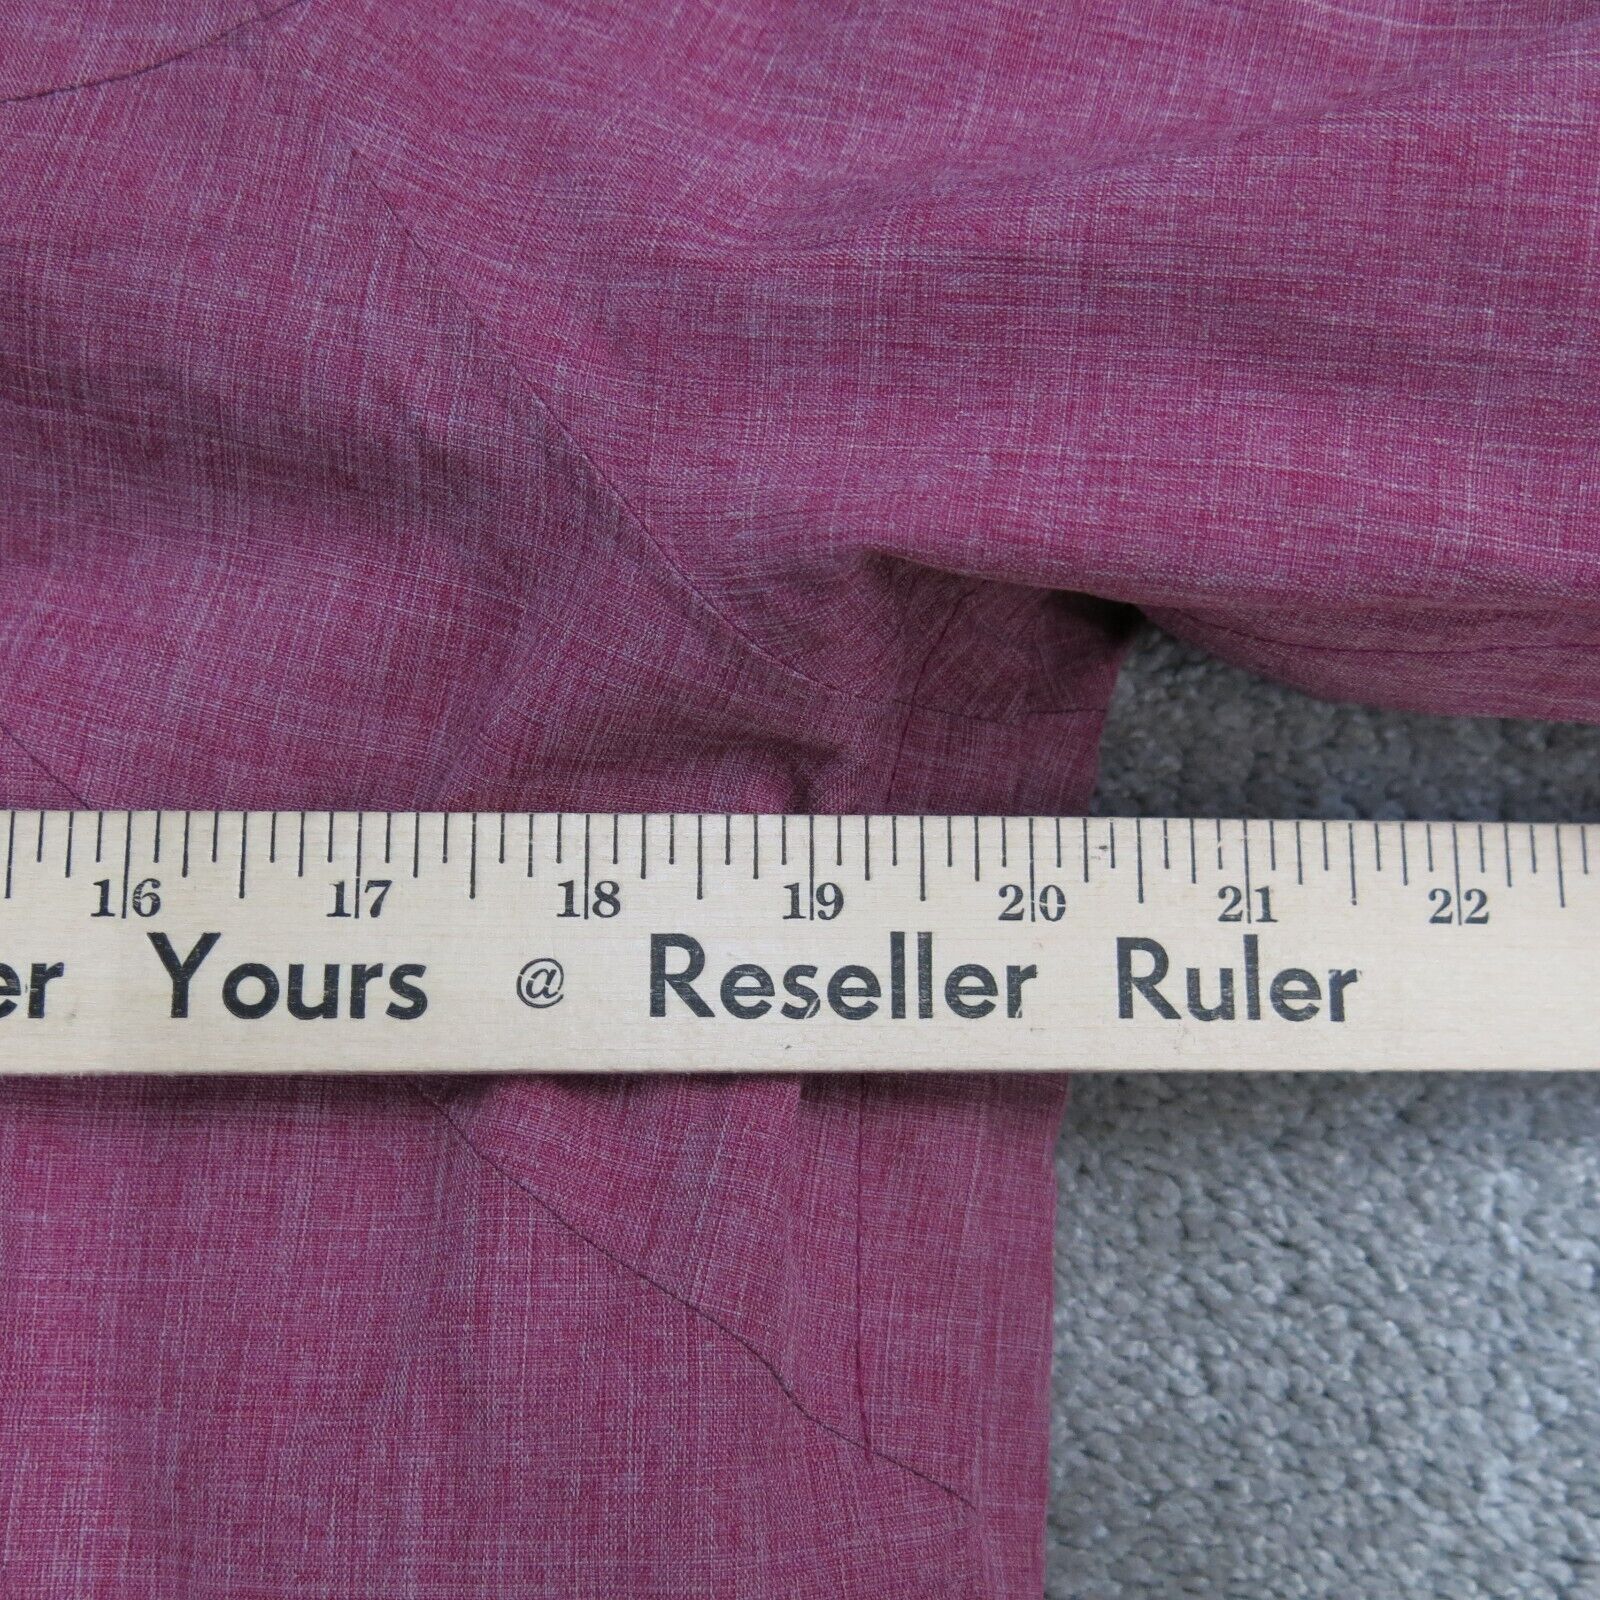 16 17 18 19 20 21 22
er Yours @ Reseller Ruler